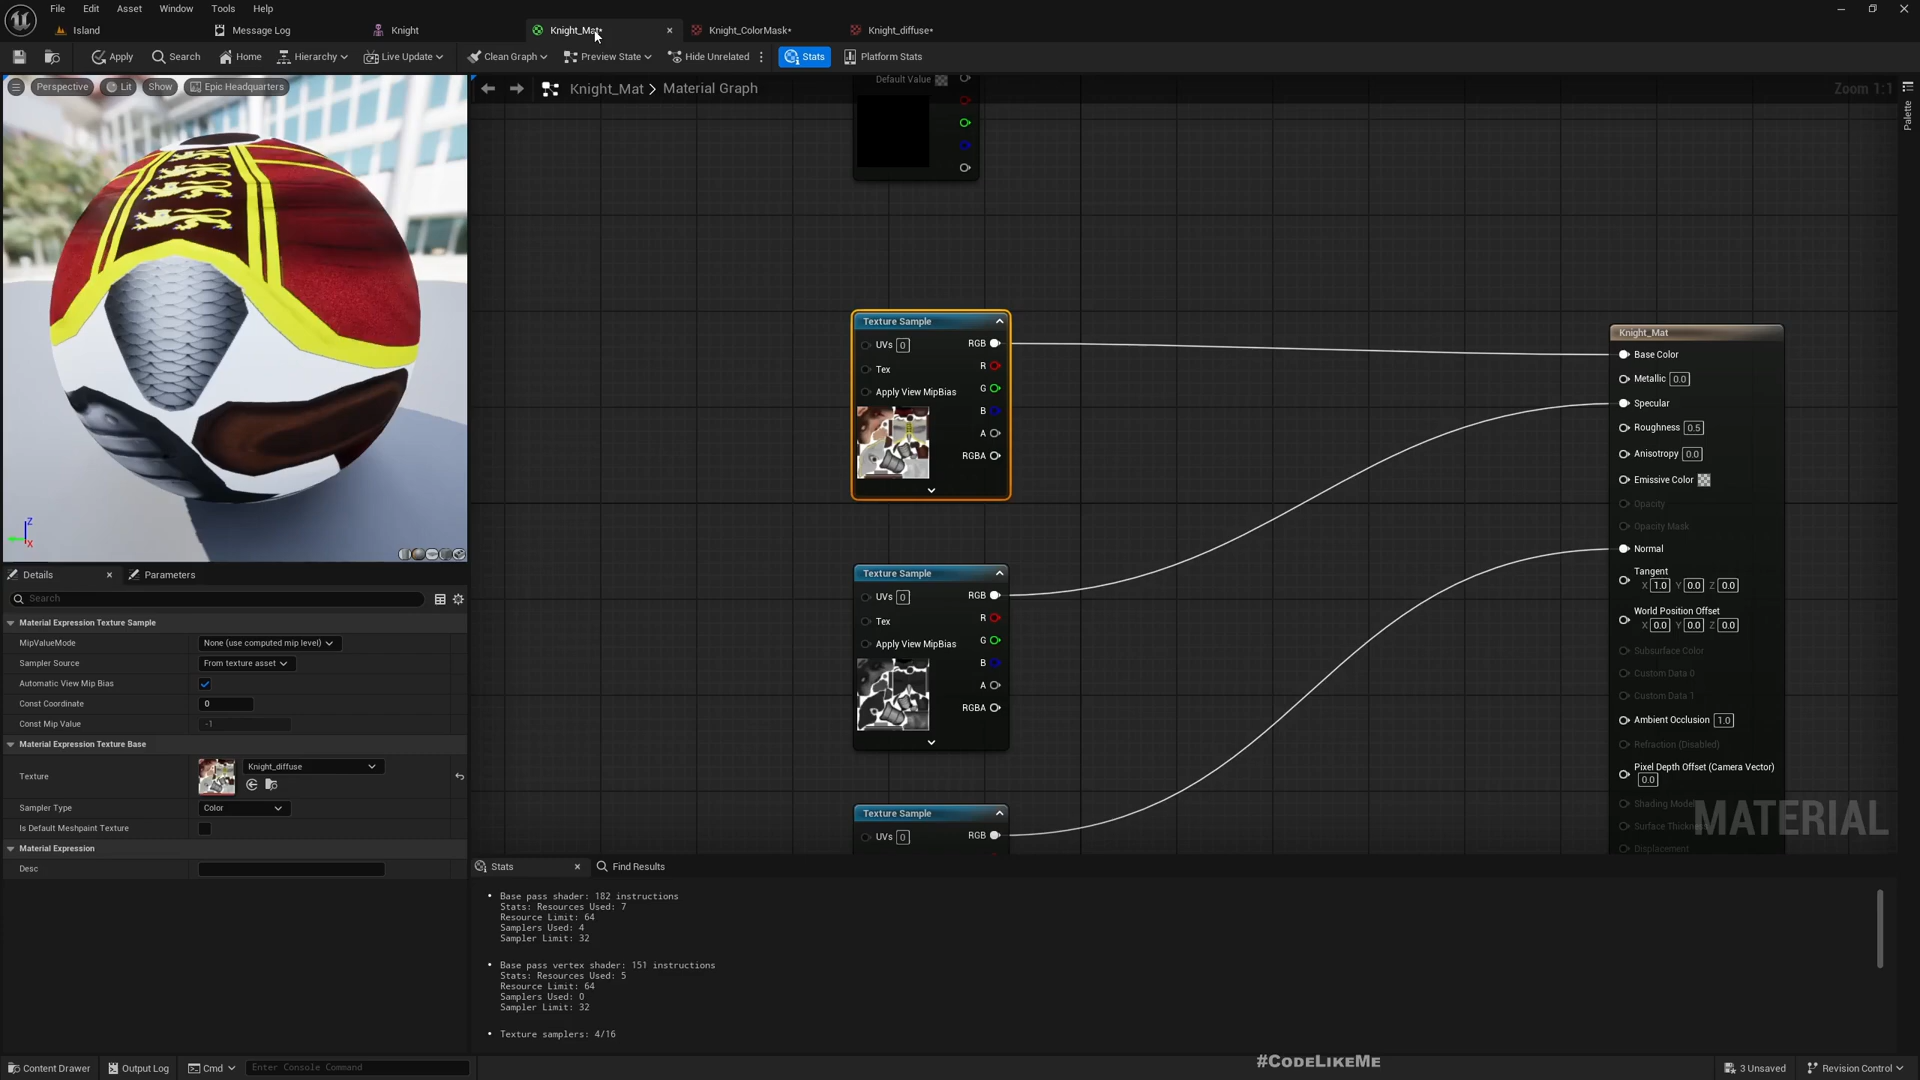 File Edit Asset Window Tools Help
Island Message Log Knight Knight_Mat* Knight_ColorMask* Knight_diffuse*
Apply Search Home Hierarchy Live Update Clean Graph Preview State Hide Unrelated Stats Platform Stats
Perspective Lit Show Epic Headquarters
Knight_Mat > Material Graph Zoom 1:1
Palette
Default Value
Texture Sample
UVs 0 RGB
Tex R
Apply View MipBias G
B
A
RGBA
Texture Sample
UVs 0 RGB
Tex R
Apply View MipBias G
B
A
RGBA
Texture Sample
UVs 0 RGB
Knight_Mat
Base Color
Metallic 0.0
Specular
Roughness 0.5
Anisotropy 0.0
Emissive Color
Opacity
Opacity Mask
Normal
Tangent
X 1.0 Y 0.0 Z 0.0
World Position Offset
X 0.0 Y 0.0 Z 0.0
Subsurface Color
Custom Data 0
Custom Data 1
Ambient Occlusion 1.0
Refraction (Disabled)
Pixel Depth Offset (Camera Vector)
0.0
Shading Model
Surface Thickness
Displacement
MATERIAL
Z
X
Details Parameters
Search
Material Expression Texture Sample
MipValueMode None (use computed mip level)
Sampler Source From texture asset
Automatic View Mip Bias
Const Coordinate 0
Const Mip Value -1
Material Expression Texture Base
Texture Knight_diffuse
Sampler Type Color
Is Default Meshpaint Texture
Material Expression
Desc
Stats Find Results
Base pass shader: 182 instructions
Stats: Resources Used: 7
Resource Limit: 64
Samplers Used: 4
Sampler Limit: 32
Base pass vertex shader: 151 instructions
Stats: Resources Used: 5
Resource Limit: 64
Samplers Used: 0
Sampler Limit: 32
Texture samplers: 4/16
#CODELIKEME
Content Drawer Output Log Cmd Enter Console Command 3 Unsaved Revision Control